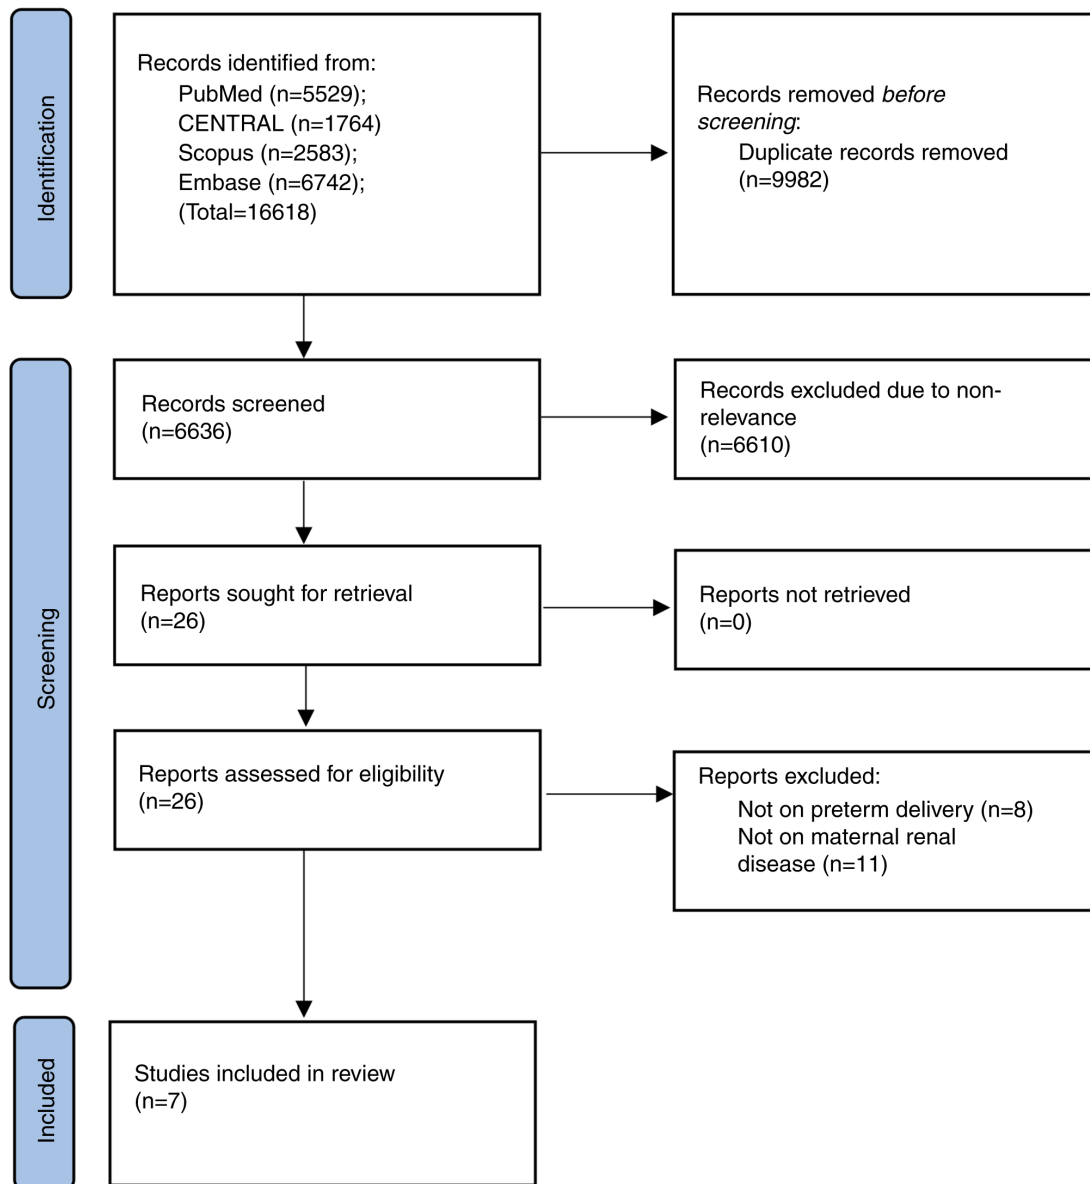 Identification
Records identified from:
PubMed (n=5529);
CENTRAL (n=1764)
Scopus (n=2583);
Embase (n=6742);
(Total=16618)
Records removed before
screening:
Duplicate records removed
(n=9982)
Screening
Records screened
(n=6636)
Records excluded due to non-
relevance
(n=6610)
Reports sought for retrieval
(n=26)
Reports not retrieved
(n=0)
Reports assessed for eligibility
(n=26)
Reports excluded:
Not on preterm delivery (n=8)
Not on maternal renal
disease (n=11)
Included
Studies included in review
(n=7)